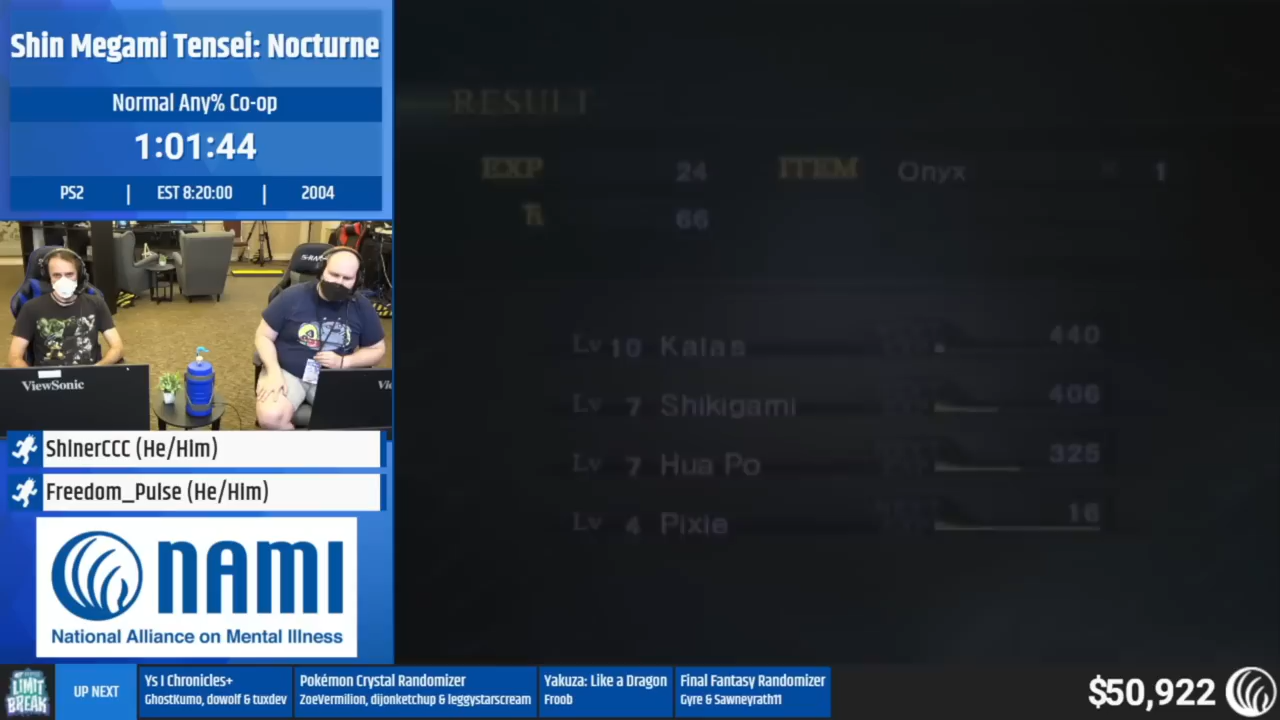 Shin Megami Tensei: Nocturne
Normal Any% Co-op
1:01:44
PS2 | EST 8:20:00 | 2004
ViewSonic
ShinerCCC (He/Him)
Freedom_Pulse (He/Him)
NAMI
National Alliance on Mental Illness
RESULT
EXP 24 ITEM Onyx 1
66
Lv 10 Kalas 440
Lv 7 Shikigami 406
Lv 7 Hua Po 325
Lv 4 Pixie 16
LIMIT BREAK
UP NEXT
Ys I Chronicles+
GhostKumo, dowolf & tuxdev
Pokémon Crystal Randomizer
ZoeVermilion, dijonketchup & leggystarscream
Yakuza: Like a Dragon
Froob
Final Fantasy Randomizer
Gyre & Sawneyrath11
$50,922